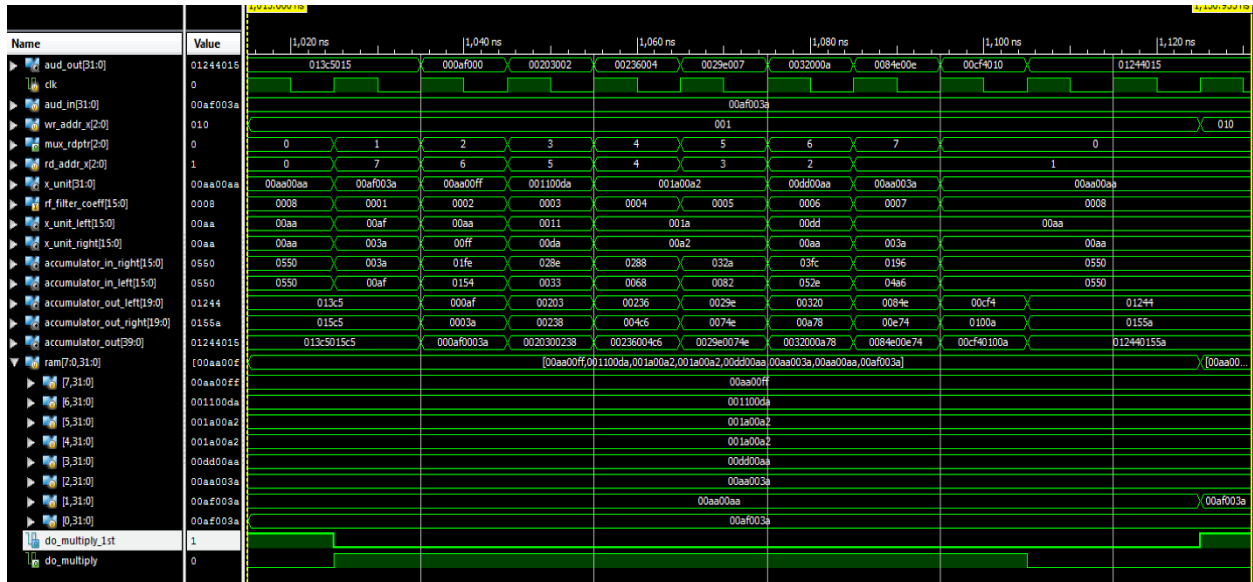 1,015.000 ns 1,130.953 ns
Name Value 1,020 ns 1,040 ns 1,060 ns 1,080 ns 1,100 ns 1,120 ns
aud_out[31:0] 01244015 013c5015 000af000 00203002 00236004 0029e007 0032000a 0084e00e 00cf4010 01244015
clk 0
aud_in[31:0] 00af003a 00af003a
wr_addr_x[2:0] 010 001 010
mux_rdptr[2:0] 0 0 1 2 3 4 5 6 7 0
rd_addr_x[2:0] 1 0 7 6 5 4 3 2 1
x_unit[31:0] 00aa00aa 00aa00aa 00af003a 00aa00ff 001100da 001a00a2 00dd00aa 00aa003a 00aa00aa
rf_filter_coeff[15:0] 0008 0008 0001 0002 0003 0004 0005 0006 0007 0008
x_unit_left[15:0] 00aa 00aa 00af 00aa 0011 001a 00dd 00aa
x_unit_right[15:0] 00aa 00aa 003a 00ff 00da 00a2 00aa 003a 00aa
accumulator_in_right[15:0] 0550 0550 003a 01fe 028e 0288 032a 03fc 0196 0550
accumulator_in_left[15:0] 0550 0550 00af 0154 0033 0068 0082 052e 04a6 0550
accumulator_out_left[19:0] 01244 013c5 000af 00203 00236 0029e 00320 0084e 00cf4 01244
accumulator_out_right[19:0] 0155a 015c5 0003a 00238 004c6 0074e 00a78 00e74 0100a 0155a
accumulator_out[39:0] 01244015 013c5015c5 000af0003a 0020300238 00236004c6 0029e0074e 0032000a78 0084e00e74 00cf40100a 012440155a
ram[7:0,31:0] [00aa00f [00aa00ff,001100da,001a00a2,001a00a2,00dd00aa,00aa003a,00aa00aa,00af003a] [00aa00...
[7,31:0] 00aa00ff 00aa00ff
[6,31:0] 001100da 001100da
[5,31:0] 001a00a2 001a00a2
[4,31:0] 001a00a2 001a00a2
[3,31:0] 00dd00aa 00dd00aa
[2,31:0] 00aa003a 00aa003a
[1,31:0] 00af003a 00aa00aa 00af003a
[0,31:0] 00af003a 00af003a
do_multiply_1st 1
do_multiply 0